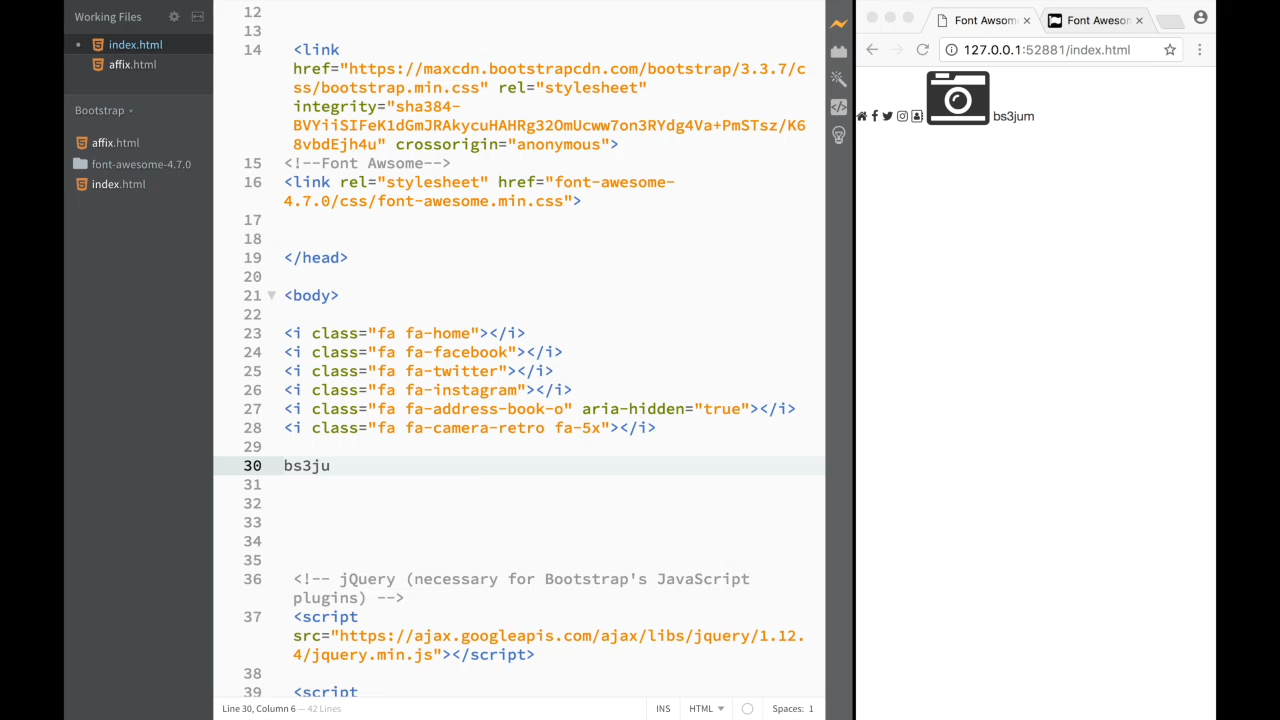 Working Files
index.html
affix.html
Bootstrap
affix.html
font-awesome-4.7.0
index.html
12
13
14 <link
href="https://maxcdn.bootstrapcdn.com/bootstrap/3.3.7/c
ss/bootstrap.min.css" rel="stylesheet"
integrity="sha384-
BVYiiSIFeK1dGmJRAkycuHAHRg32OmUcww7on3RYdg4Va+PmSTsz/K6
8vbdEjh4u" crossorigin="anonymous">
15 <!--Font Awsome-->
16 <link rel="stylesheet" href="font-awesome-
4.7.0/css/font-awesome.min.css">
17
18
19 </head>
20
21 <body>
22
23 <i class="fa fa-home"></i>
24 <i class="fa fa-facebook"></i>
25 <i class="fa fa-twitter"></i>
26 <i class="fa fa-instagram"></i>
27 <i class="fa fa-address-book-o" aria-hidden="true"></i>
28 <i class="fa fa-camera-retro fa-5x"></i>
29
30 bs3ju
31
32
33
34
35
36 <!-- jQuery (necessary for Bootstrap's JavaScript
plugins) -->
37 <script
src="https://ajax.googleapis.com/ajax/libs/jquery/1.12.
4/jquery.min.js"></script>
38
39 <script
Line 30, Column 6 — 42 Lines
INS
HTML
Spaces: 1
Font Awsom
Font Aweson
127.0.0.1:52881/index.html
bs3jum